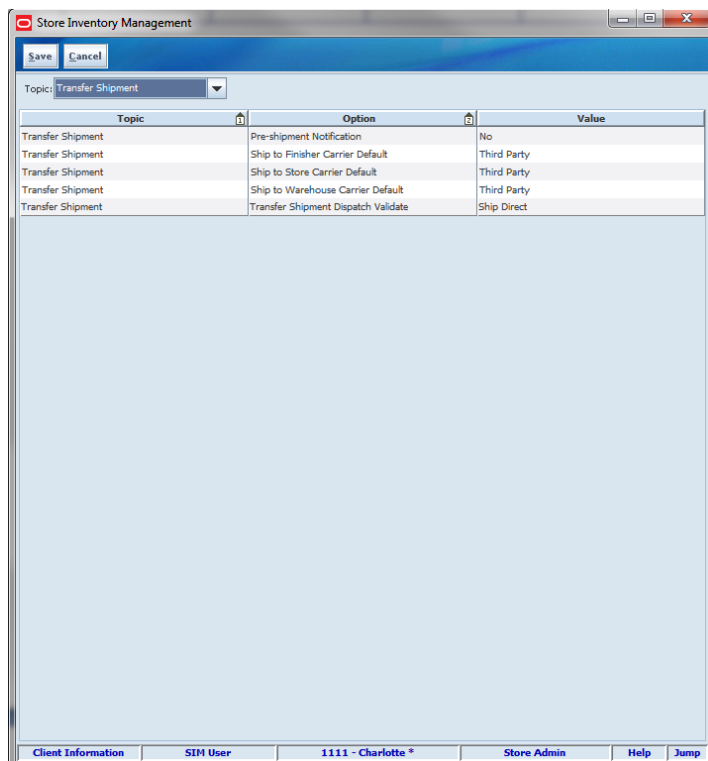 Store Inventory Management
Save Cancel
Topic: Transfer Shipment
Topic 1 Option 2 Value
Transfer Shipment Pre-shipment Notification No
Transfer Shipment Ship to Finisher Carrier Default Third Party
Transfer Shipment Ship to Store Carrier Default Third Party
Transfer Shipment Ship to Warehouse Carrier Default Third Party
Transfer Shipment Transfer Shipment Dispatch Validate Ship Direct
Client Information SIM User 1111 - Charlotte * Store Admin Help Jump